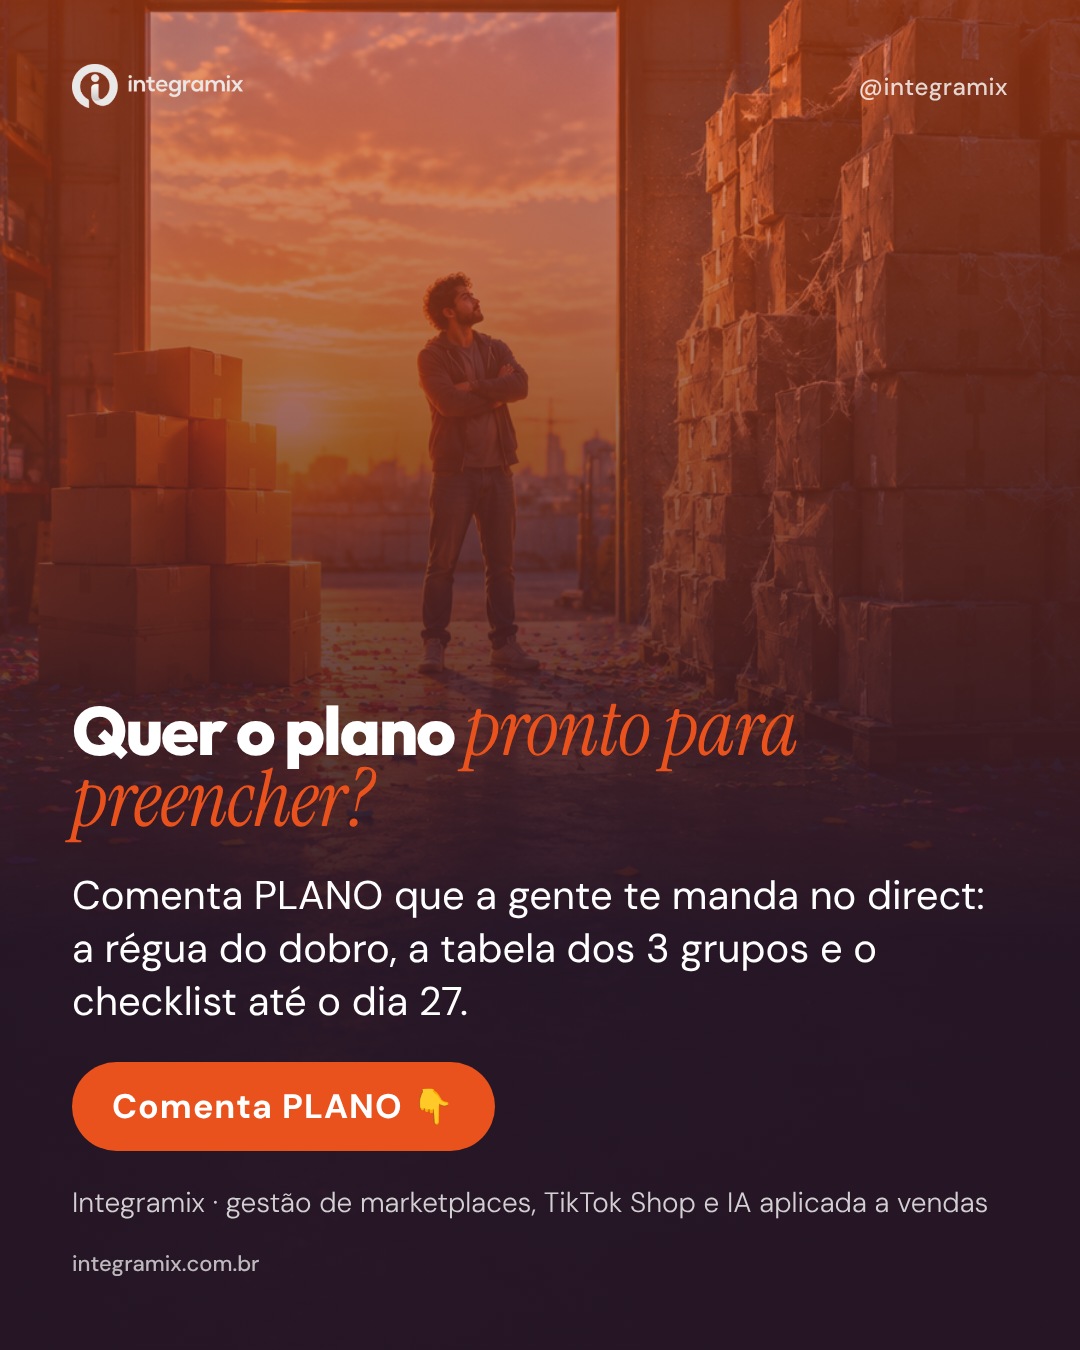 integramix
@integramix
Quer o plano pronto para
preencher?
Comenta PLANO que a gente te manda no direct:
a régua do dobro, a tabela dos 3 grupos e o
checklist até o dia 27.
Comenta PLANO 👇
Integramix · gestão de marketplaces, TikTok Shop e IA aplicada a vendas
integramix.com.br